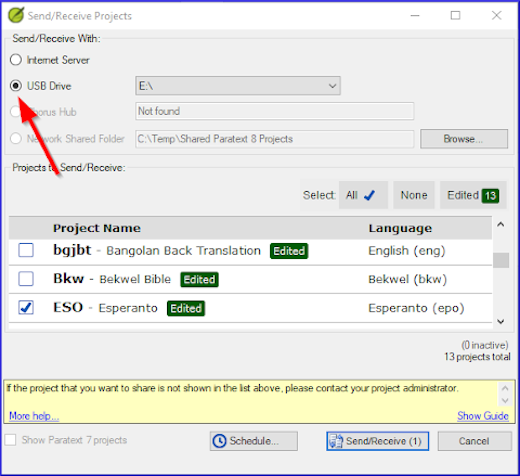 Send/Receive Projects
Send/Receive With:
Internet Server
USB Drive E:\
Chorus Hub Not found
Network Shared Folder C:\Temp\Shared Paratext 8 Projects Browse...
Projects to Send/Receive:
Select: All None Edited 13
Project Name Language
bgjbt - Bangolan Back Translation Edited English (eng)
Bkw - Bekwel Bible Edited Bekwel (bkw)
ESO - Esperanto Edited Esperanto (epo)
(0 inactive)
13 projects total
If the project that you want to share is not shown in the list above, please contact your project administrator.
More help... Show Guide
Show Paratext 7 projects Schedule... Send/Receive (1) Cancel